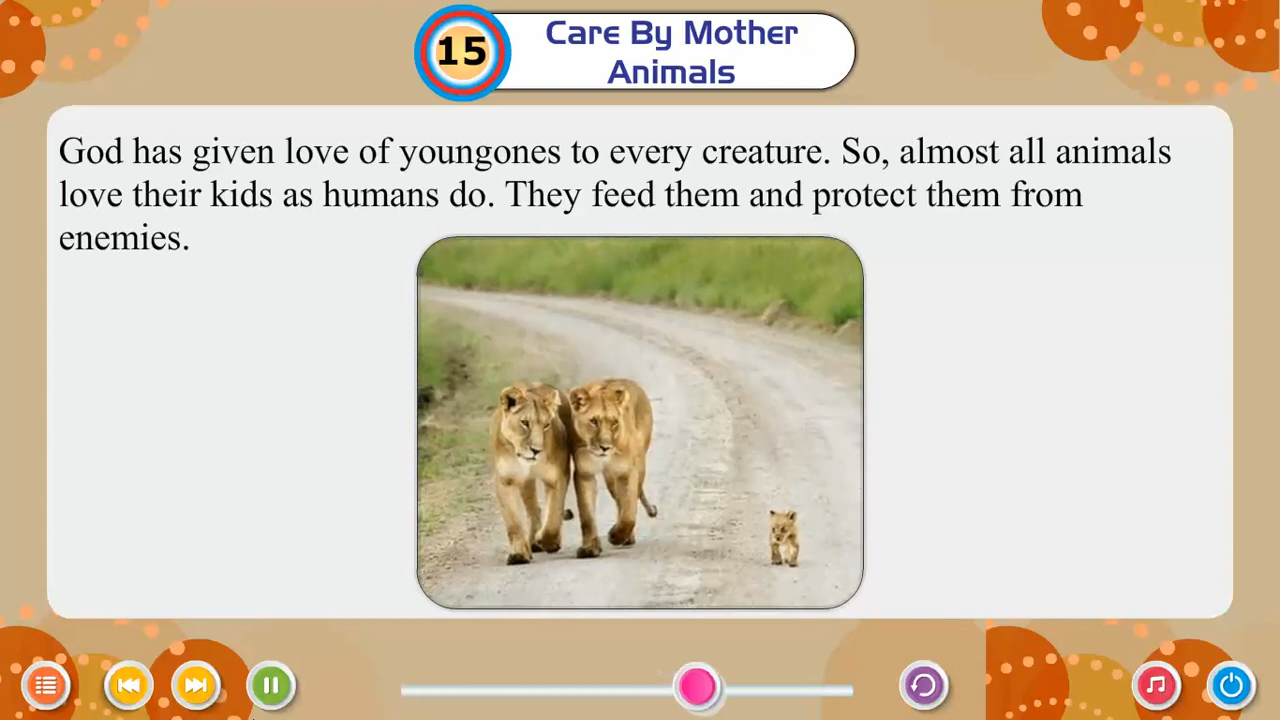 15
Care By Mother
Animals
God has given love of youngones to every creature. So, almost all animals
love their kids as humans do. They feed them and protect them from
enemies.